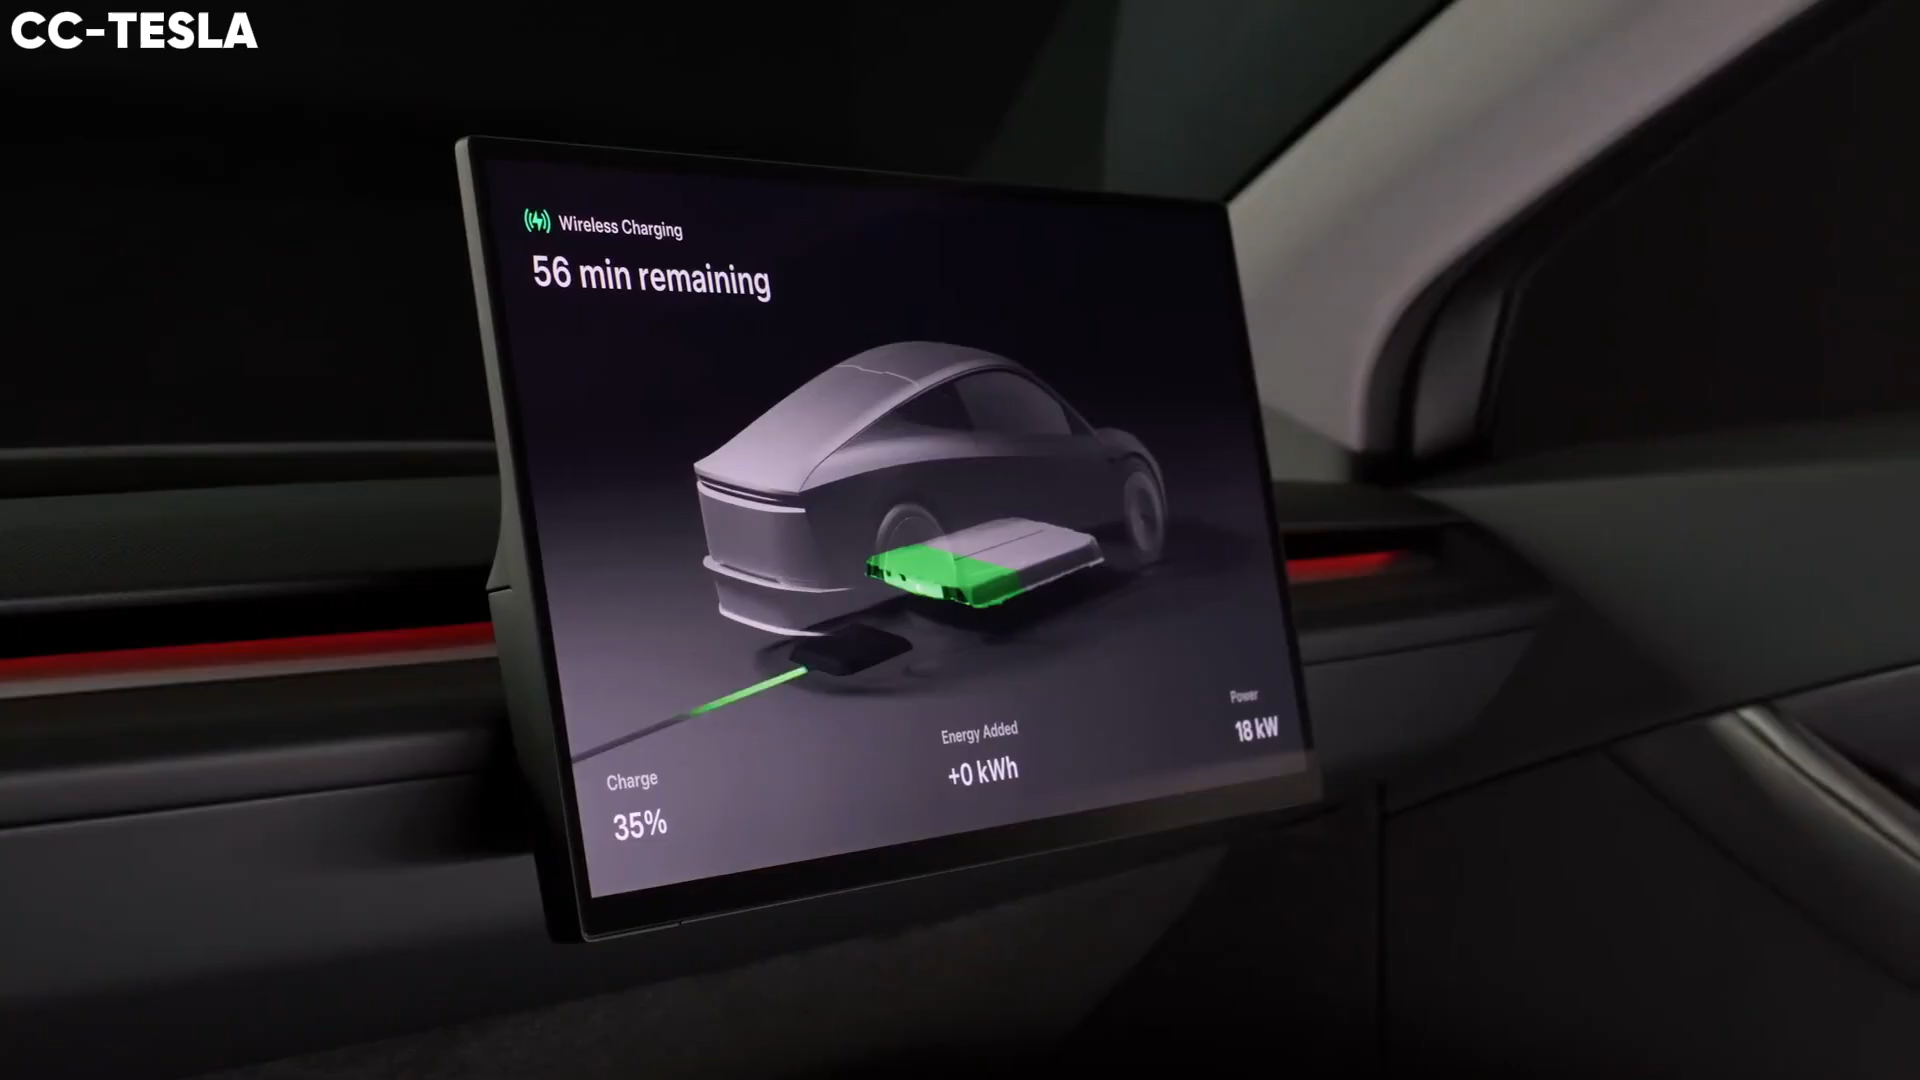 CC-TESLA
Wireless Charging
56 min remaining
Charge
35%
Energy Added
+0 kWh
Power
18 kW